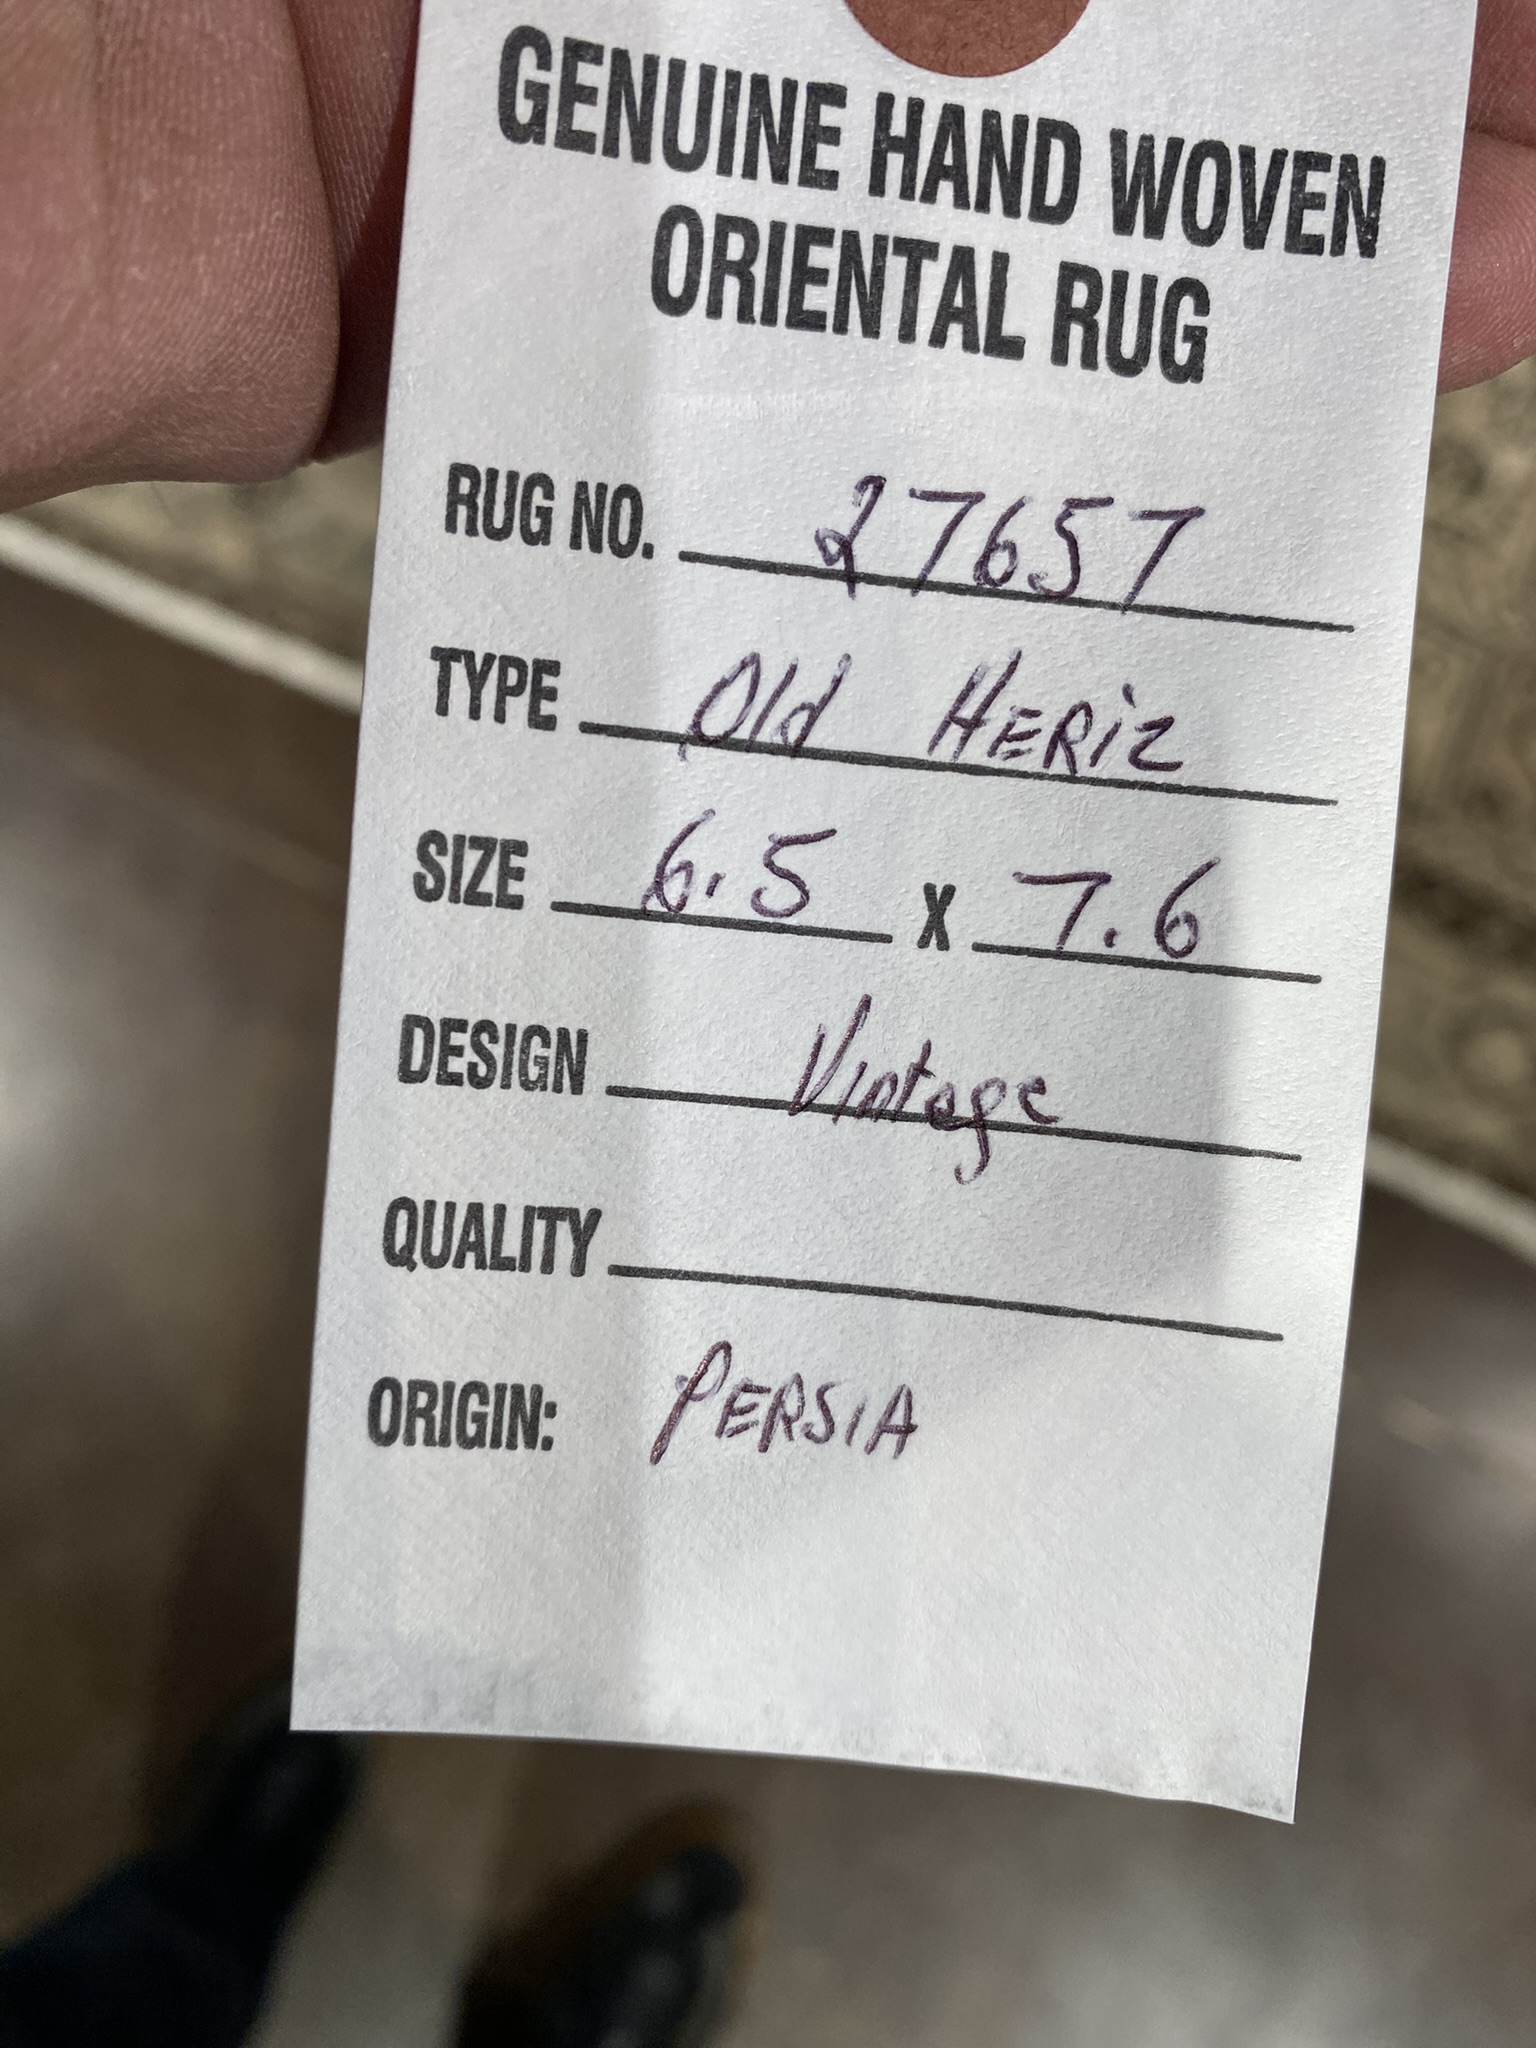 GENUINE HAND WOVEN
ORIENTAL RUG
RUG NO. 27657
TYPE Old HERiz
SIZE 6.5 X 7.6
DESIGN Vintage
QUALITY
ORIGIN: PERSIA